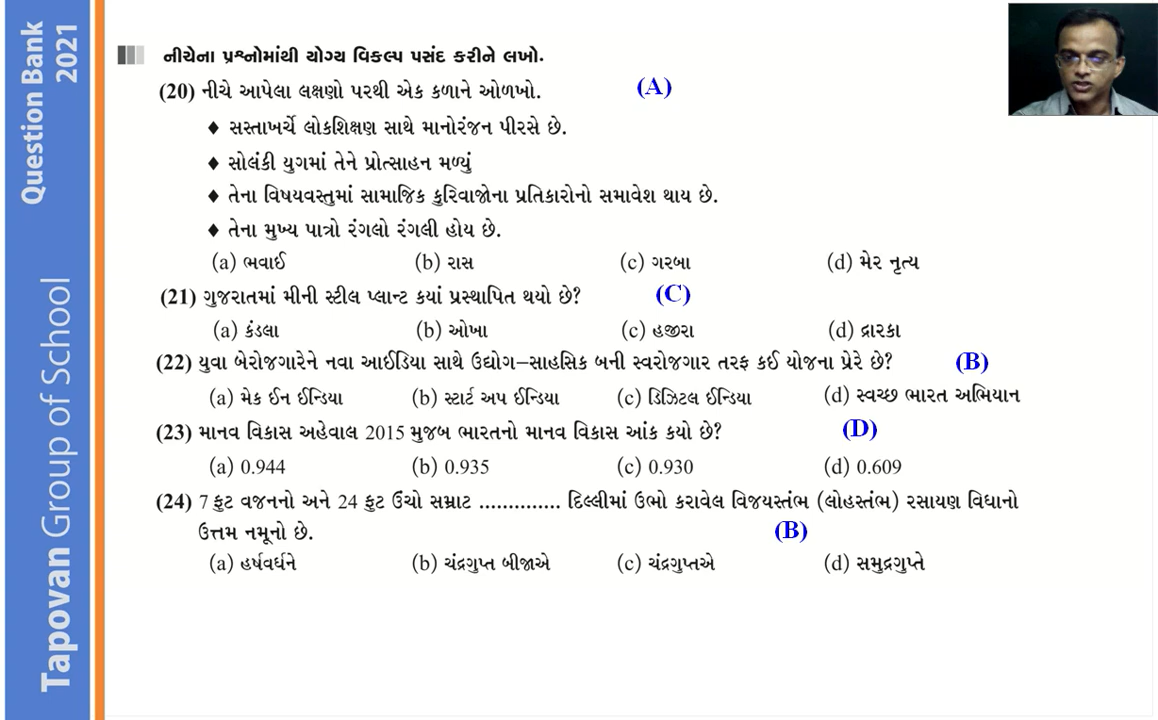 Question Bank
2021
Tapovan Group of School
નીચેના પ્રશ્નોમાંથી યોગ્ય વિકલ્પ પસંદ કરીને લખો.
(20) નીચે આપેલા લક્ષણો પરથી એક કળાને ઓળખો. (A)
♦ સસ્તાખર્ચે લોકશિક્ષણ સાથે માનોરંજન પીરસે છે.
♦ સોલંકી યુગમાં તેને પ્રોત્સાહન મળ્યું
♦ તેના વિષયવસ્તુમાં સામાજિક કુરિવાજોના પ્રતિકારોનો સમાવેશ થાય છે.
♦ તેના મુખ્ય પાત્રો રંગલો રંગલી હોય છે.
(a) ભવાઈ (b) રાસ (c) ગરબા (d) મેર નૃત્ય
(21) ગુજરાતમાં મીની સ્ટીલ પ્લાન્ટ કયાં પ્રસ્થાપિત થયો છે? (C)
(a) કંડલા (b) ઓખા (c) હજીરા (d) દ્રારકા
(22) યુવા બેરોજગારેને નવા આઈડિયા સાથે ઉદ્યોગ–સાહસિક બની સ્વરોજગાર તરફ કઈ યોજના પ્રેરે છે? (B)
(a) મેક ઈન ઈન્ડિયા (b) સ્ટાર્ટ અપ ઈન્ડિયા (c) ડિઝિટલ ઈન્ડિયા (d) સ્વચ્છ ભારત અભિયાન
(23) માનવ વિકાસ અહેવાલ 2015 મુજબ ભારતનો માનવ વિકાસ આંક કયો છે? (D)
(a) 0.944 (b) 0.935 (c) 0.930 (d) 0.609
(24) 7 ફુટ વજનનો અને 24 ફુટ ઉંચો સમ્રાટ .............. દિલ્લીમાં ઉભો કરાવેલ વિજયસ્તંભ (લોહસ્તંભ) રસાયણ વિધાનો
ઉત્તમ નમૂનો છે. (B)
(a) હર્ષવર્ધને (b) ચંદ્રગુપ્ત બીજાએ (c) ચંદ્રગુપ્તએ (d) સમુદ્રગુપ્તે